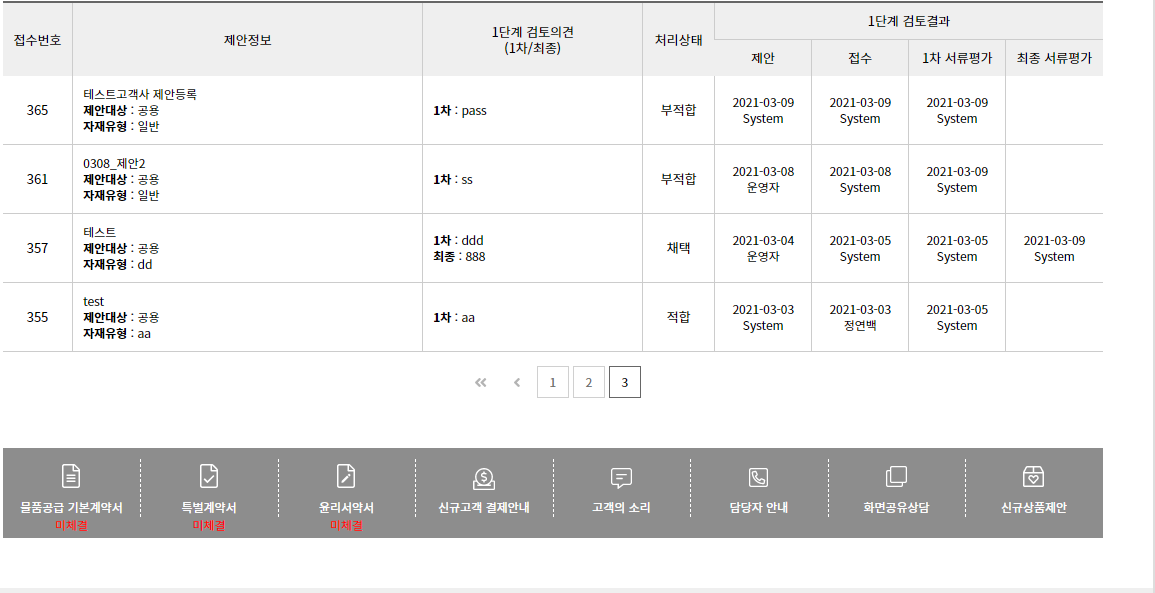 접수번호 제안정보 1단계 검토의견 (1차/최종) 처리상태 1단계 검토결과
제안 접수 1차 서류평가 최종 서류평가
365
테스트고객사 제안등록
제안대상 : 공용
자재유형 : 일반
1차 : pass
부적합
2021-03-09 System
2021-03-09 System
2021-03-09 System
361
0308_제안2
제안대상 : 공용
자재유형 : 일반
1차 : ss
부적합
2021-03-08 운영자
2021-03-08 System
2021-03-09 System
357
테스트
제안대상 : 공용
자재유형 : dd
1차 : ddd
최종 : 888
채택
2021-03-04 운영자
2021-03-05 System
2021-03-05 System
2021-03-09 System
355
test
제안대상 : 공용
자재유형 : aa
1차 : aa
적합
2021-03-03 System
2021-03-03 정연백
2021-03-05 System
« ‹ 1 2 3
물품공급 기본계약서 특별계약서 윤리서약서 신규고객 결제안내 고객의 소리 담당자 안내 화면공유상담 신규상품제안
미체결 미체결 미체결